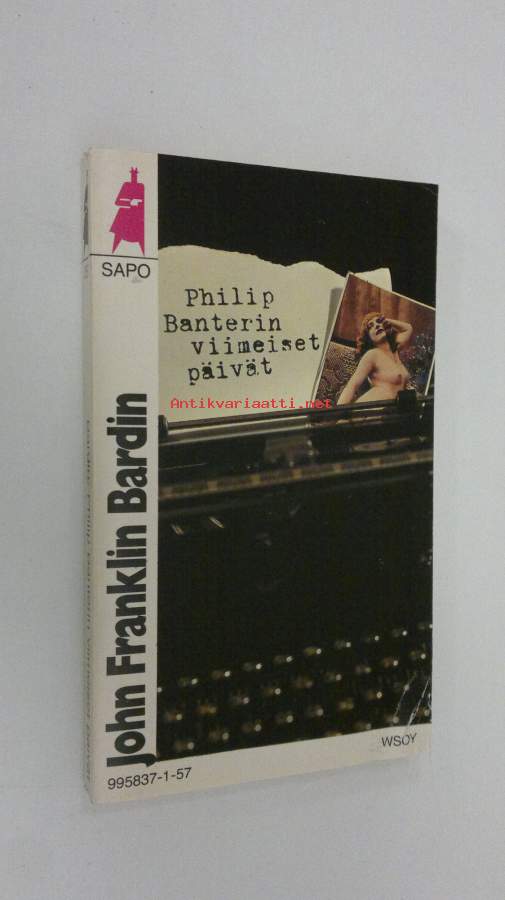 SAPO
Philip
Banterin
viimeiset
päivät
Antikvariaatti.net
John Franklin Bardin
WSOY
995837-1-57